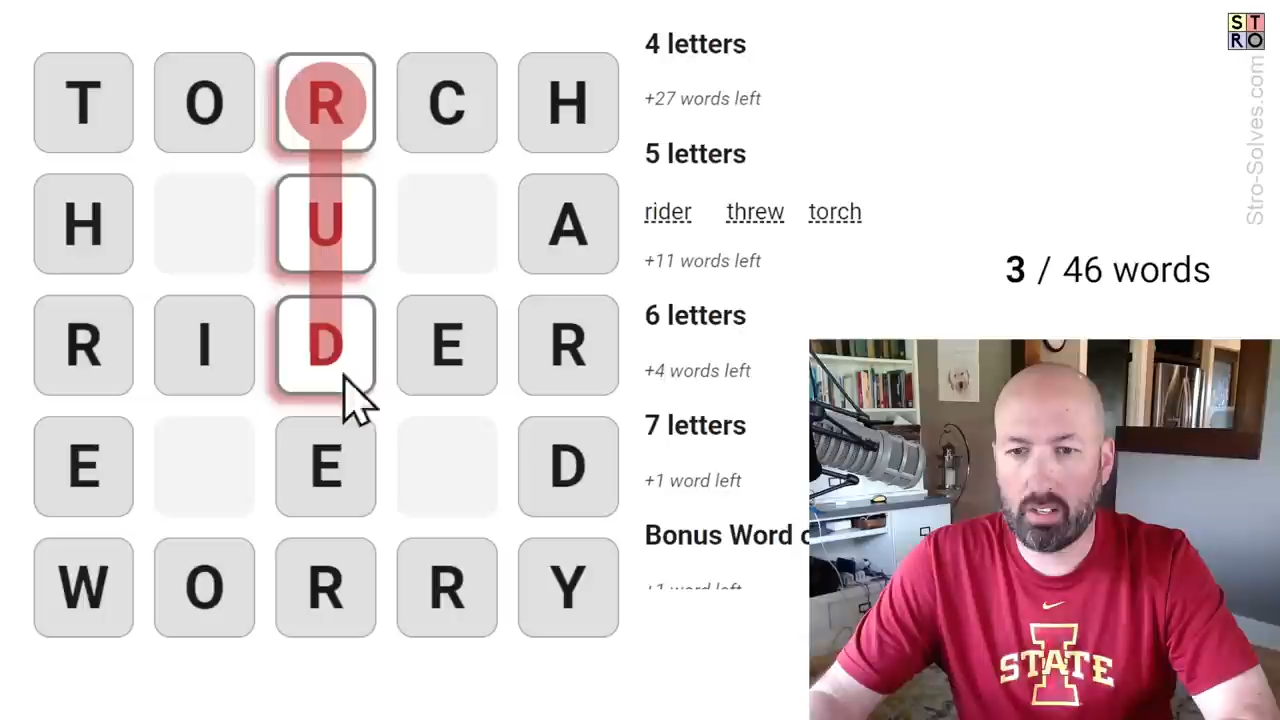 T O R C H
H U A
R I D E R
E E D
W O R R Y
4 letters
+27 words left
5 letters
rider threw torch
+11 words left
6 letters
+4 words left
7 letters
+1 word left
Bonus Word
3 / 46 words
S T
R O
Stro-Solves.com
I
STATE